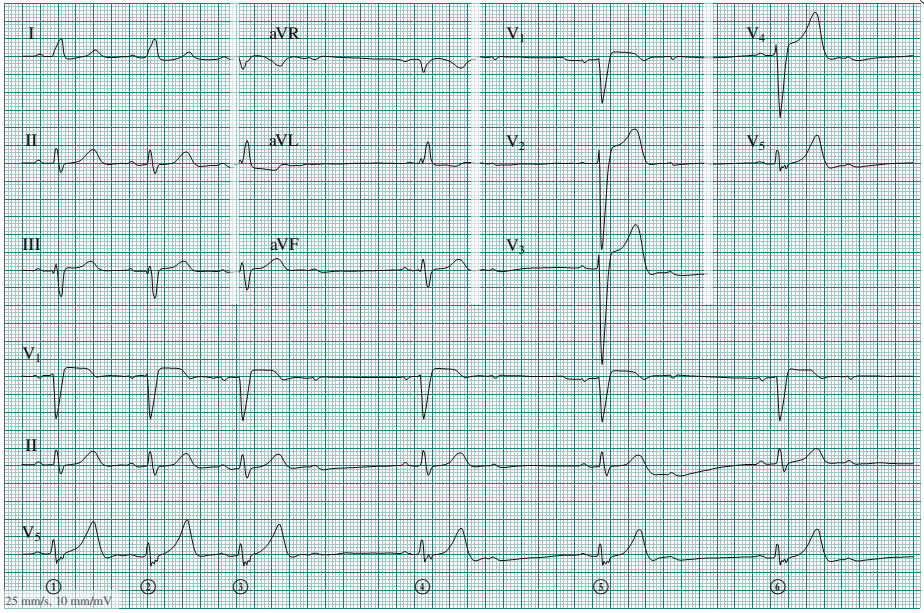 I aVR V₁ V₄
II aVL V₂ V₅
III aVF V₃
V₁
II
V₅
1 2 3 4 5 6
25 mm/s, 10 mm/mV